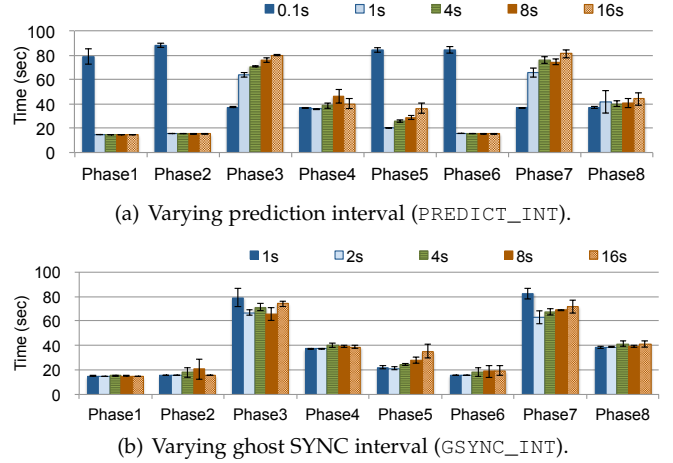 0.1s 1s 4s 8s 16s
100
80
60
40
20
0
Time (sec)
Phase1 Phase2 Phase3 Phase4 Phase5 Phase6 Phase7 Phase8
(a) Varying prediction interval (PREDICT_INT).
1s 2s 4s 8s 16s
100
80
60
40
20
0
Time (sec)
Phase1 Phase2 Phase3 Phase4 Phase5 Phase6 Phase7 Phase8
(b) Varying ghost SYNC interval (GSYNC_INT).